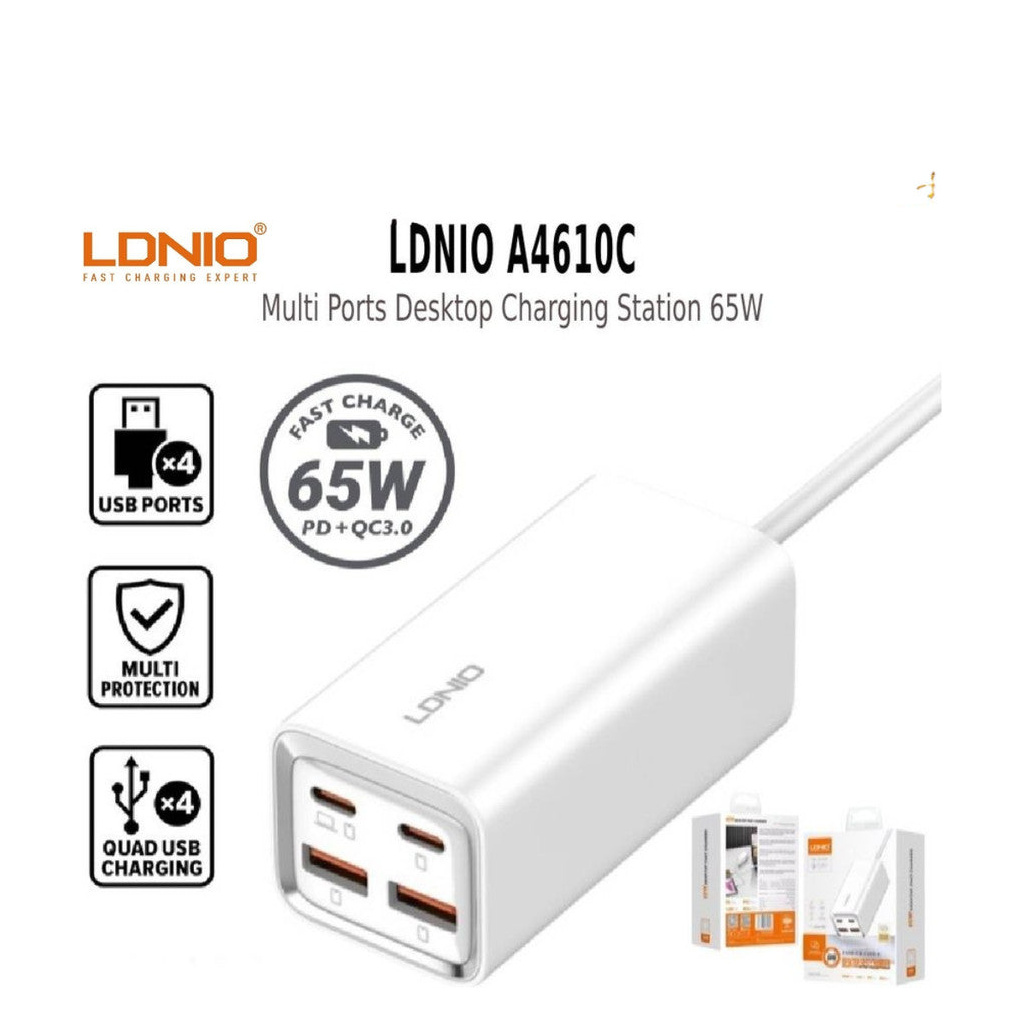 LDNIO®
FAST CHARGING EXPERT
LDNIO A4610C
Multi Ports Desktop Charging Station 65W
×4
USB PORTS
FAST CHARGE
65W
PD+QC3.0
MULTI
PROTECTION
×4
QUAD USB
CHARGING
LDNIO
LDNIO